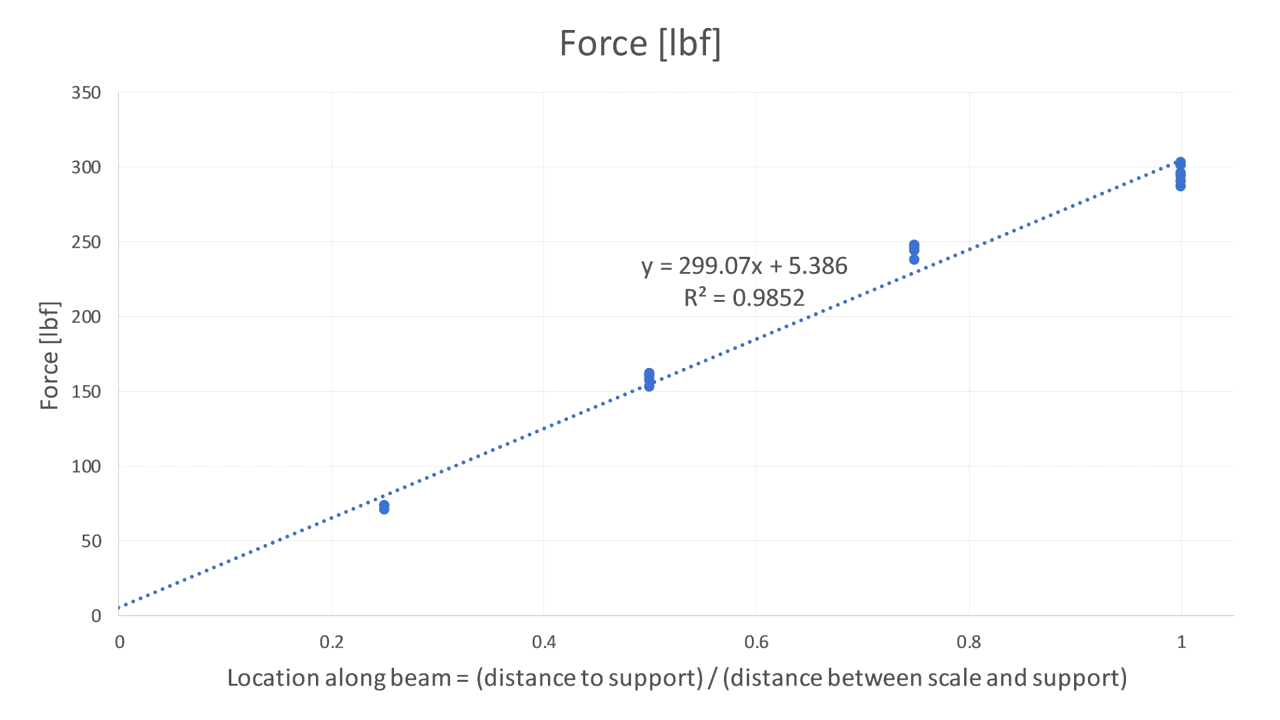 Force [lbf]
350
300
250
200
150
100
50
0
Force [lbf]
y = 299.07x + 5.386
R² = 0.9852
0
0.2
0.4
0.6
0.8
1
Location along beam = (distance to support) / (distance between scale and support)